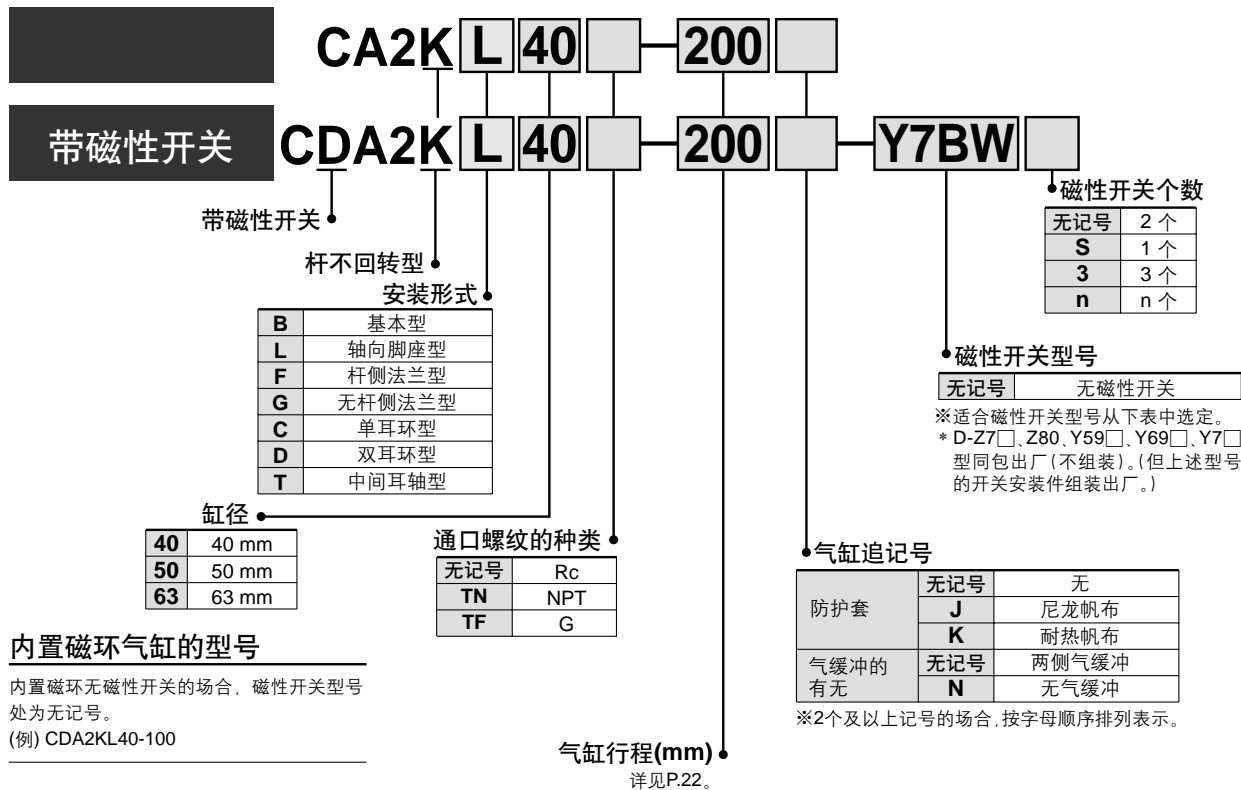 CA2K L 40 - 200
带磁性开关 CDA2K L 40 - 200 - Y7BW
带磁性开关
杆不回转型
安装形式
B 基本型
L 轴向脚座型
F 杆侧法兰型
G 无杆侧法兰型
C 单耳环型
D 双耳环型
T 中间耳轴型
缸径
40 40 mm
50 50 mm
63 63 mm
通口螺纹的种类
无记号 Rc
TN NPT
TF G
磁性开关个数
无记号 2 个
S 1 个
3 3 个
n n 个
磁性开关型号
无记号 无磁性开关
※适合磁性开关型号从下表中选定。
* D-Z7□、Z80、Y59□、Y69□、Y7□
型同包出厂(不组装)。(但上述型号
的开关安装件组装出厂。)
气缸追记号
防护套 无记号 无
J 尼龙帆布
K 耐热帆布
气缓冲的
有无 无记号 两侧气缓冲
N 无气缓冲
※2个及以上记号的场合,按字母顺序排列表示。
内置磁环气缸的型号
内置磁环无磁性开关的场合，磁性开关型号
处为无记号。
(例) CDA2KL40-100
气缸行程(mm)
详见P.22。